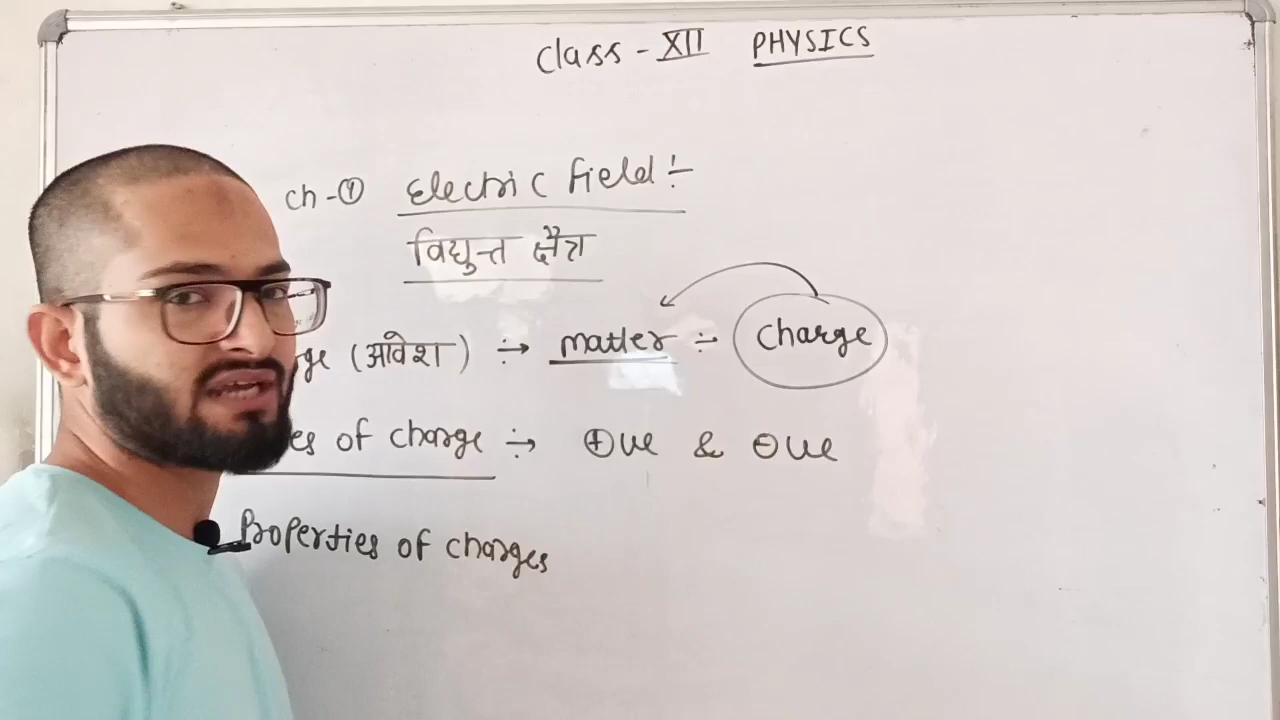 Class - XII PHYSICS
ch-① Electric field :-
विद्युत्त क्षैत्र
ge (आवेश) :→ matter :- Charge
es of charge :→ ⊕ve & ⊖ve
Properties of charges